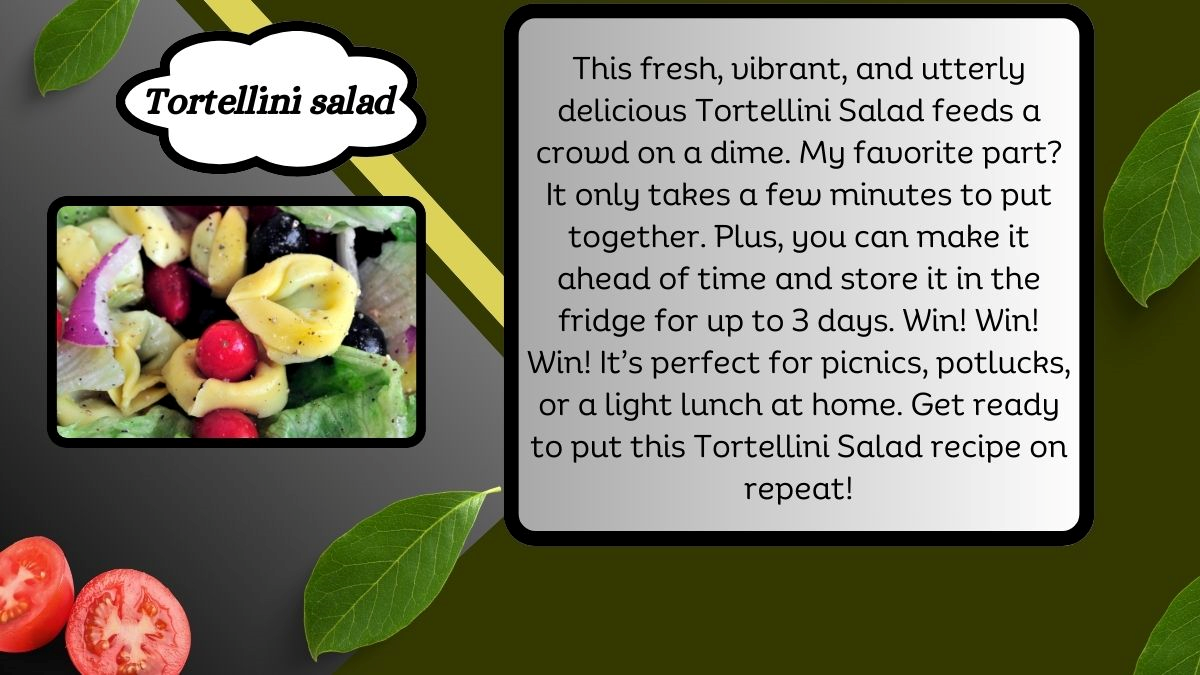 Tortellini salad
This fresh, vibrant, and utterly
delicious Tortellini Salad feeds a
crowd on a dime. My favorite part?
It only takes a few minutes to put
together. Plus, you can make it
ahead of time and store it in the
fridge for up to 3 days. Win! Win!
Win! It’s perfect for picnics, potlucks,
or a light lunch at home. Get ready
to put this Tortellini Salad recipe on
repeat!